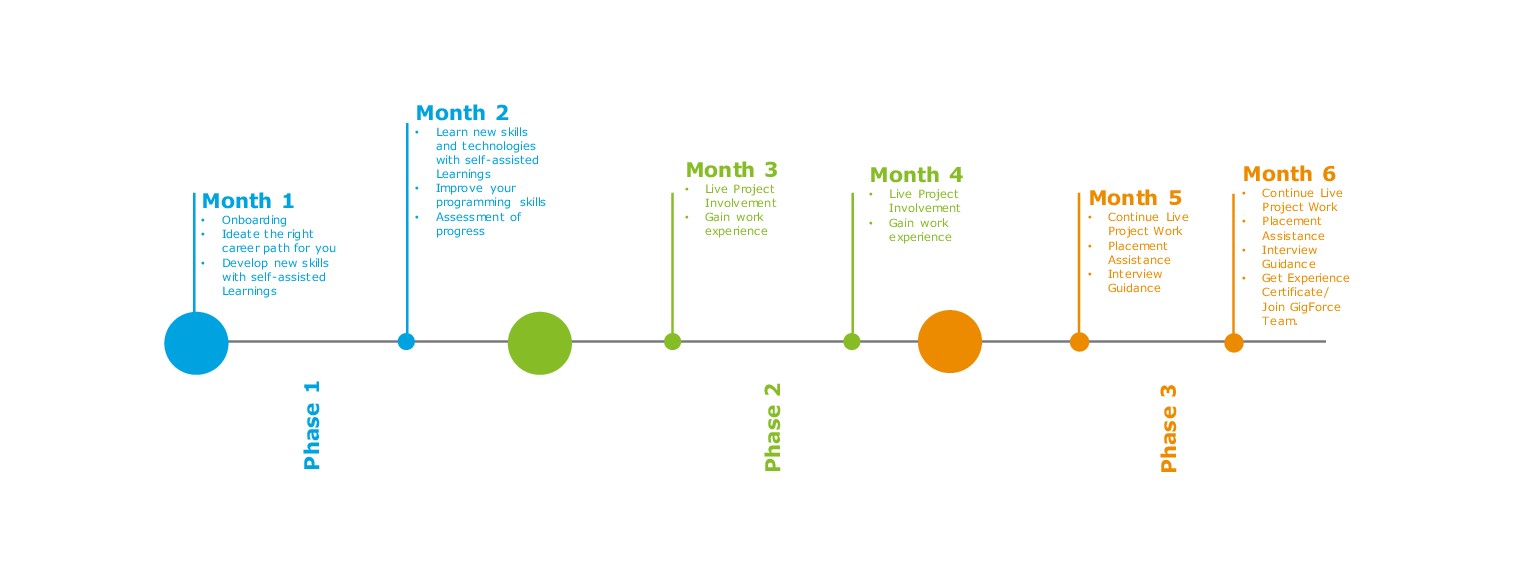 Month 1
• Onboarding
• Ideate the right
career path for you
• Develop new skills
with self-assisted
Learnings
Month 2
• Learn new skills
and technologies
with self-assisted
Learnings
• Improve your
programming skills
• Assessment of
progress
Month 3
• Live Project
Involvement
• Gain work
experience
Month 4
• Live Project
Involvement
• Gain work
experience
Month 5
• Continue Live
Project Work
• Placement
Assistance
• Interview
Guidance
Month 6
• Continue Live
Project Work
• Placement
Assistance
• Interview
Guidance
• Get Experience
Certificate/
Join GigForce
Team.
Phase 1
Phase 2
Phase 3